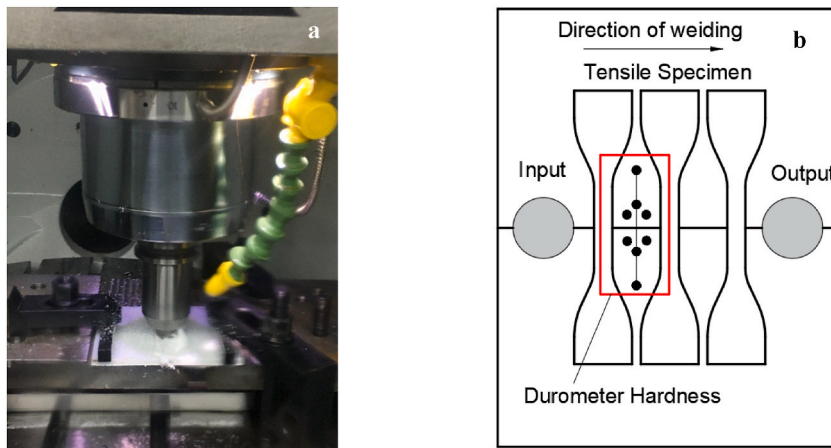 a
b
Direction of weiding
Tensile Specimen
Input
Output
Durometer Hardness